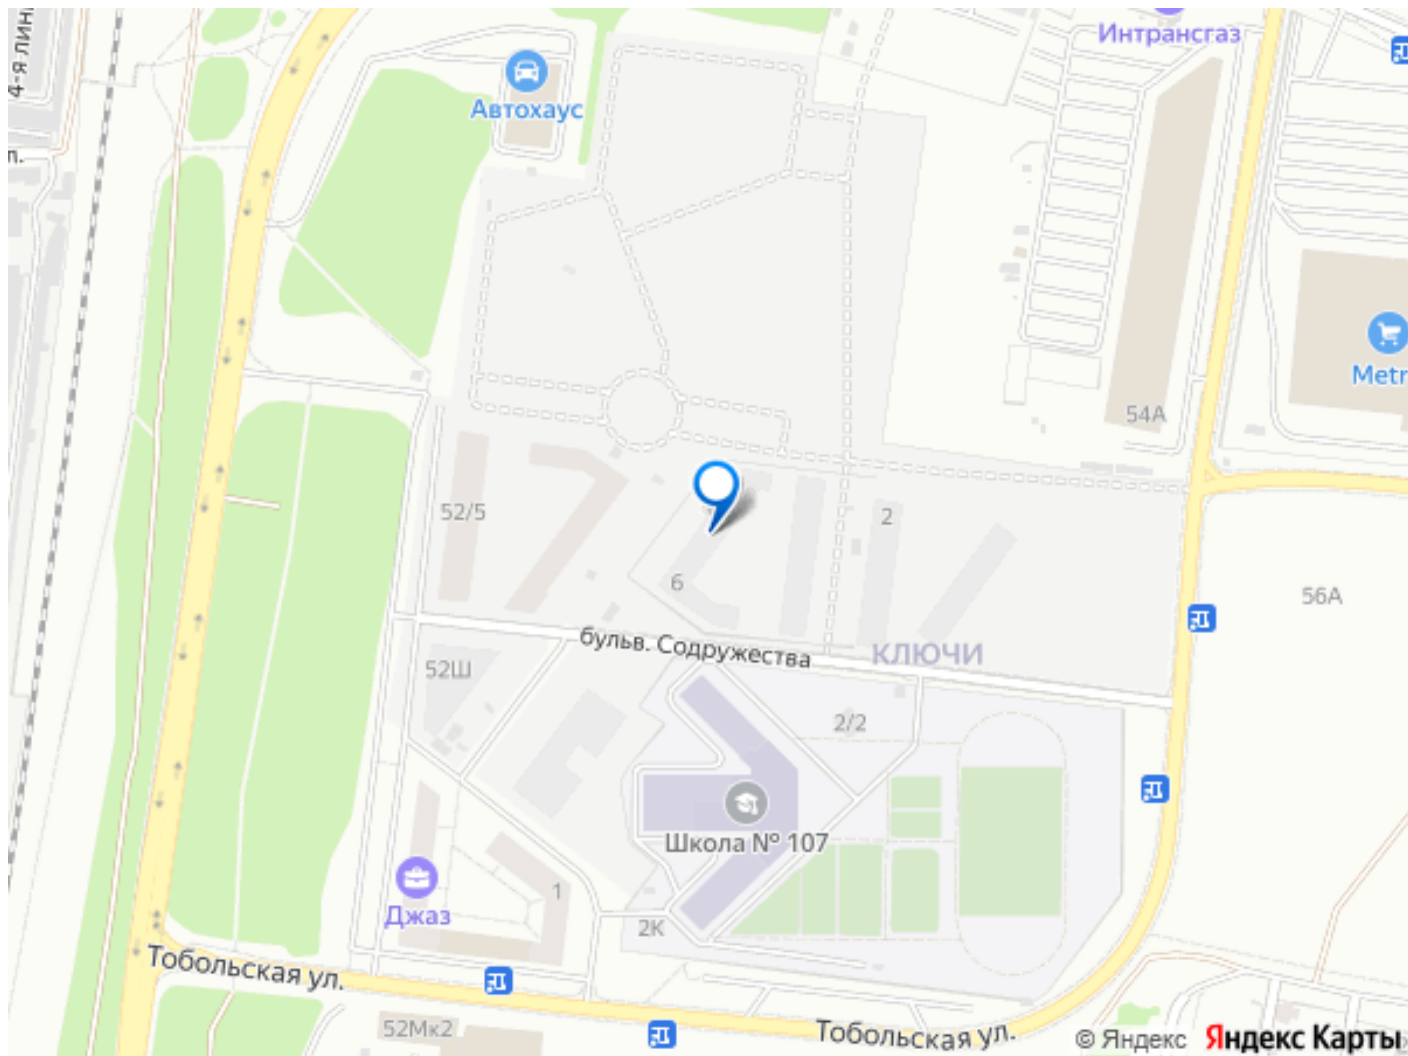 4-я лин
Интрансгаз
Автохаус
л.
Metr
54А
52/5
2
6
56А
бульв. Содружества
КЛЮЧИ
52Ш
2/2
Школа № 107
1
Джаз
2К
Тобольская ул.
52Мк2
Тобольская ул.
© Яндекс Яндекс Карты